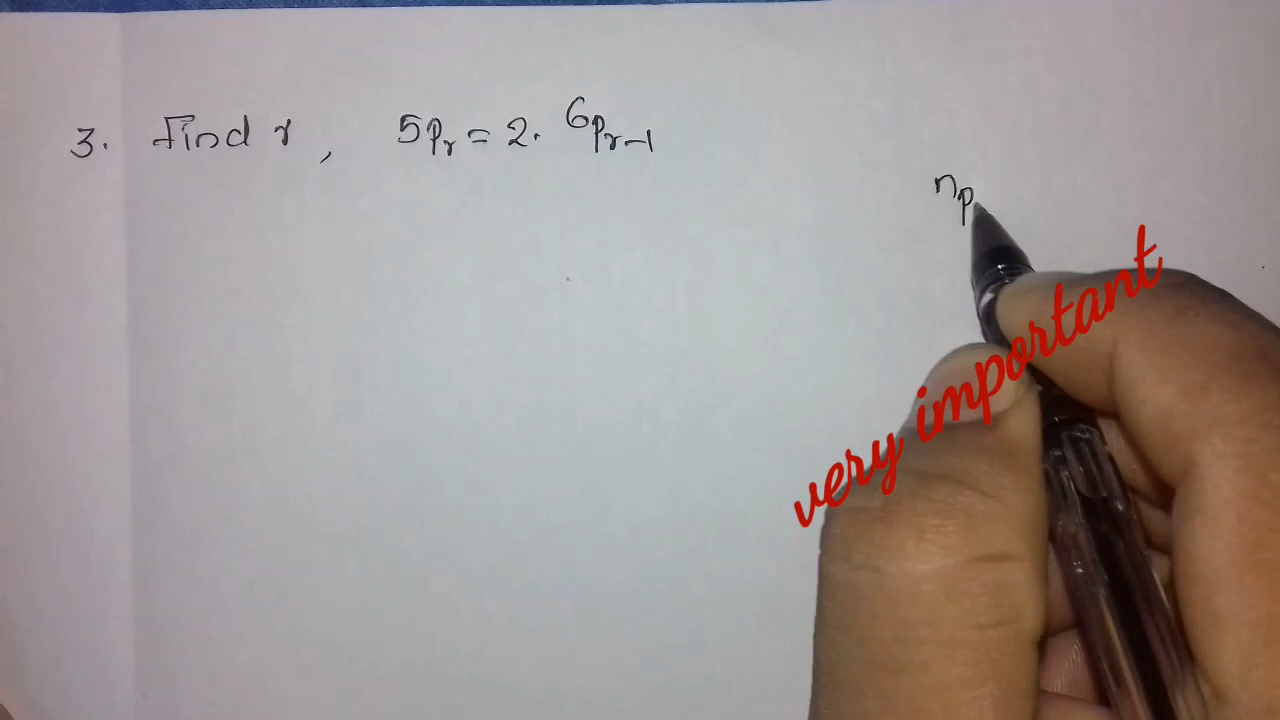 3. Find r, 5Pr = 2. 6Pr-1
nP
very important